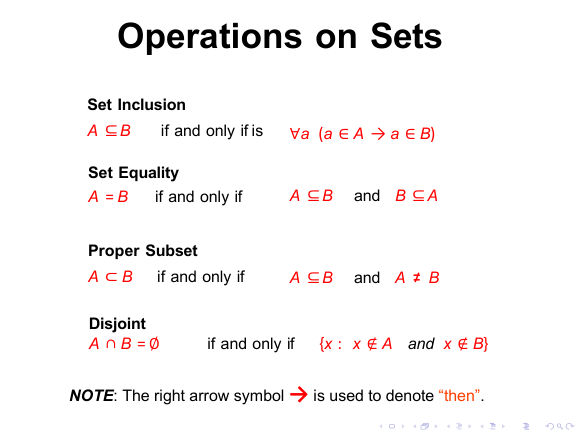 Operations on Sets
Set Inclusion
A ⊆ B if and only if is ∀a (a ∈ A → a ∈ B)
Set Equality
A = B if and only if A ⊆ B and B ⊆ A
Proper Subset
A ⊂ B if and only if A ⊆ B and A ≠ B
Disjoint
A ∩ B = ∅ if and only if {x : x ∉ A and x ∉ B}
NOTE: The right arrow symbol → is used to denote “then”.